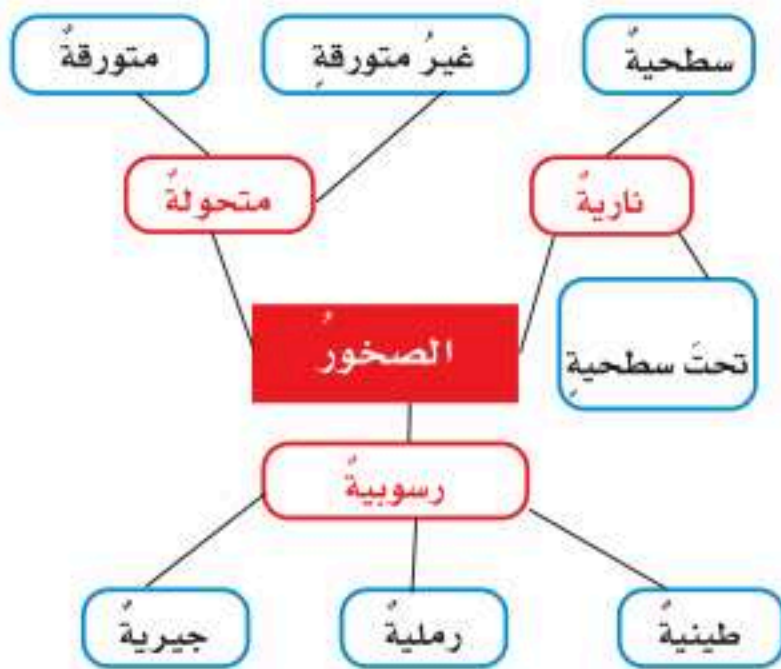 سطحيةٌ
غيرُ متورقةٍ
متورقةٌ
ناريةٌ
متحولةٌ
الصخورُ
تحتَ سطحيةٍ
رسوبيةٌ
طينيةٌ
رمليةٌ
جيريةٌ